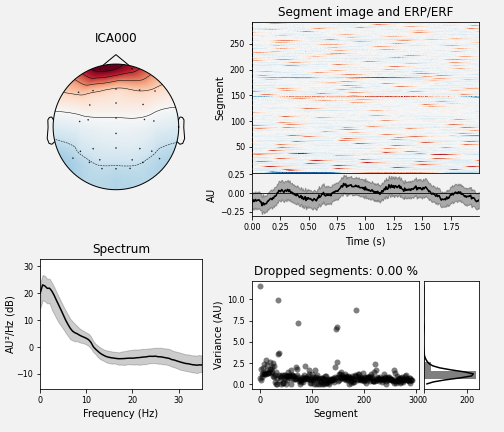 ICA000
Segment image and ERP/ERF
Segment
250
200
150
100
50
AU
0.25
0.00
−0.25
0.00 0.25 0.50 0.75 1.00 1.25 1.50 1.75
Time (s)
Spectrum
AU²/Hz (dB)
30
20
10
0
−10
0 10 20 30
Frequency (Hz)
Dropped segments: 0.00 %
Variance (AU)
10.0
7.5
5.0
2.5
0.0
0 100 200 300
Segment
0 200